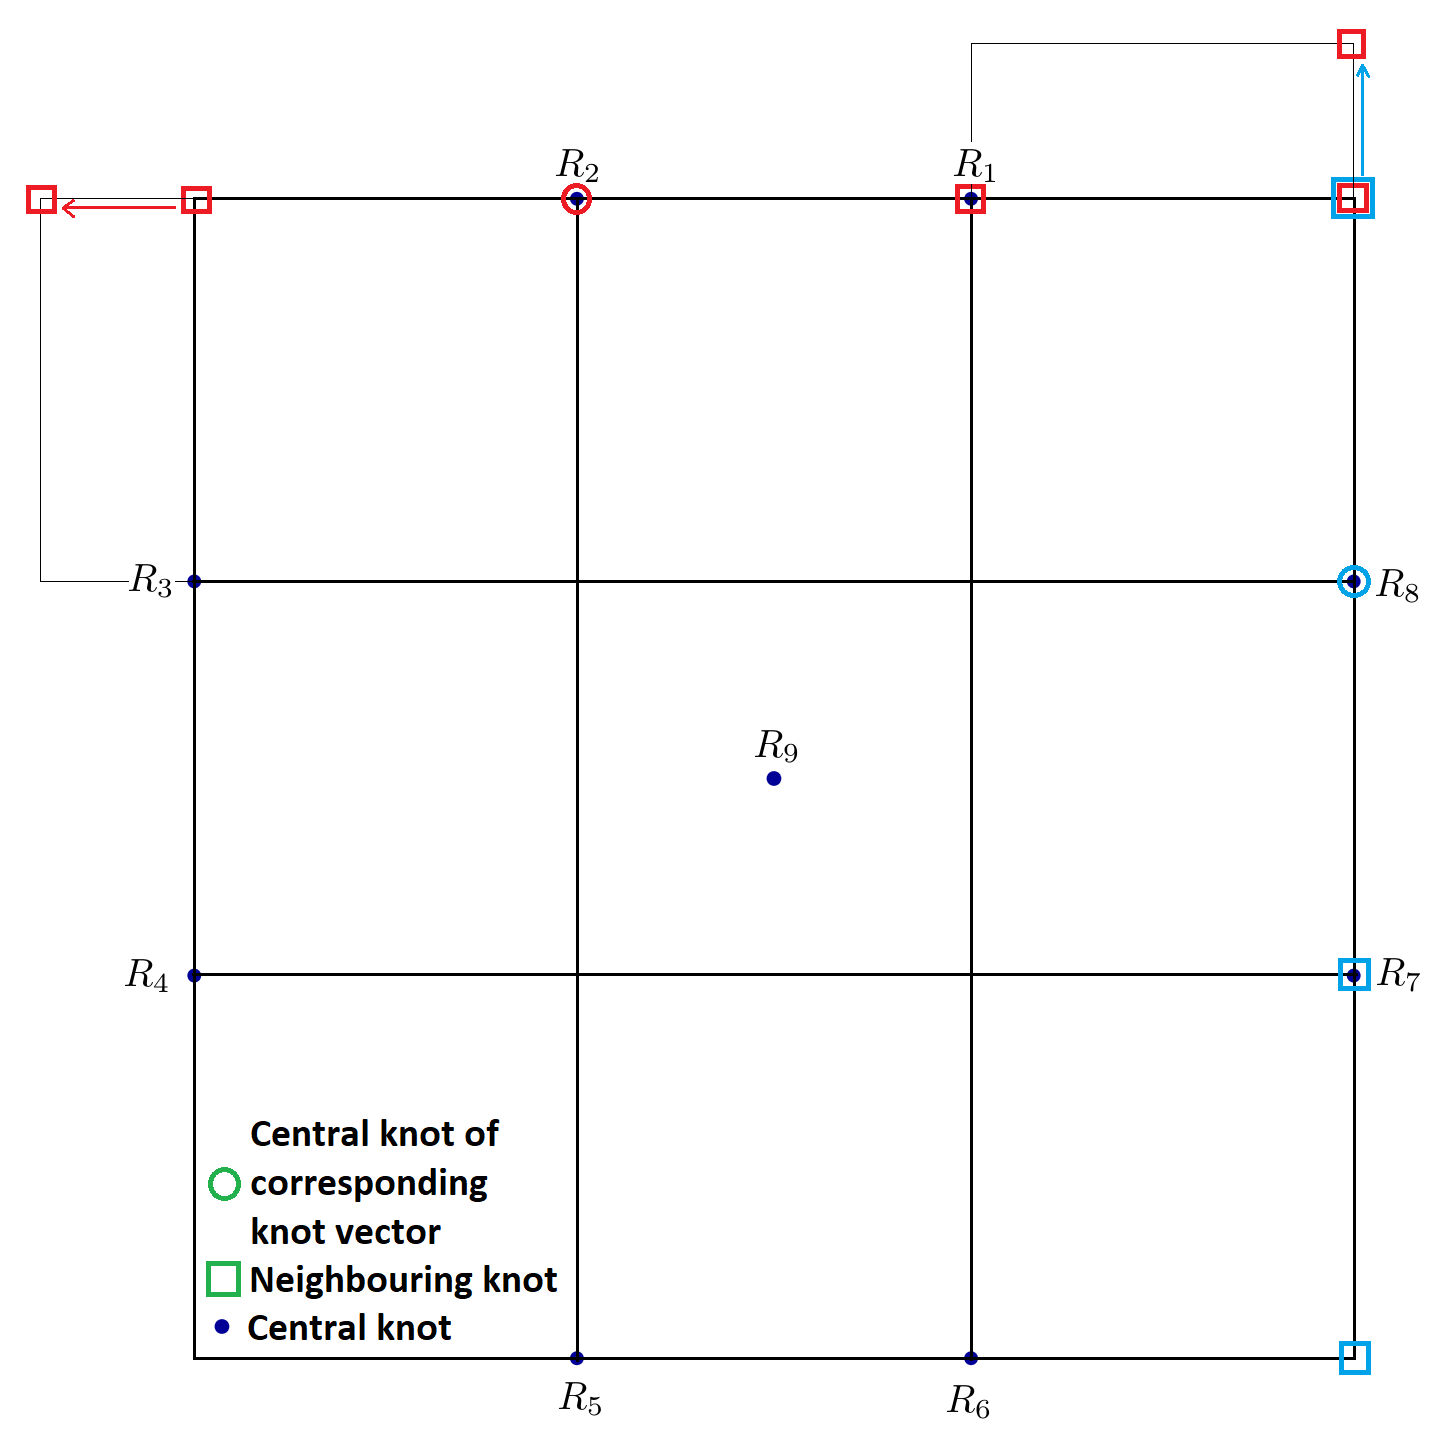 R₂
R₁
R₃
R₈
R₉
R₄
R₇
Central knot of
corresponding
knot vector
Neighbouring knot
Central knot
R₅
R₆